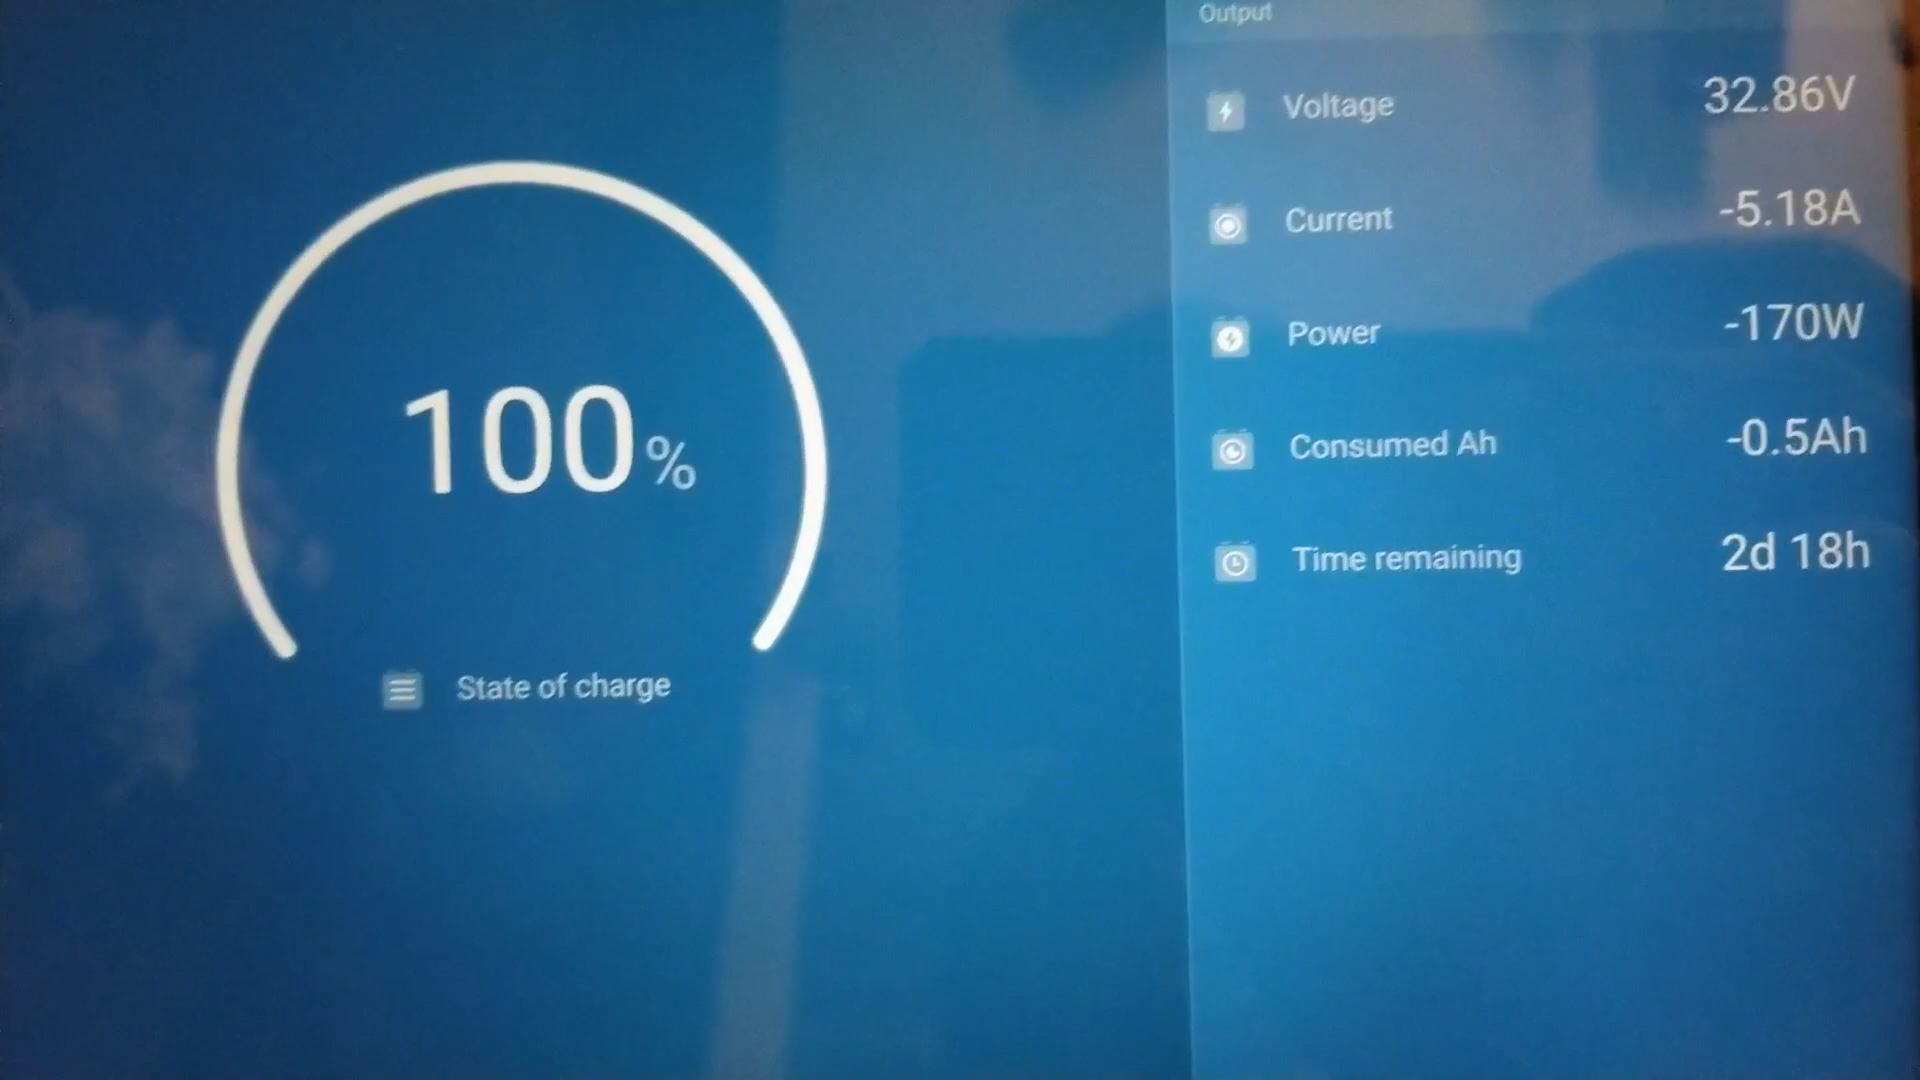 Output
Voltage 32.86V
Current -5.18A
Power -170W
100%
Consumed Ah -0.5Ah
Time remaining 2d 18h
State of charge